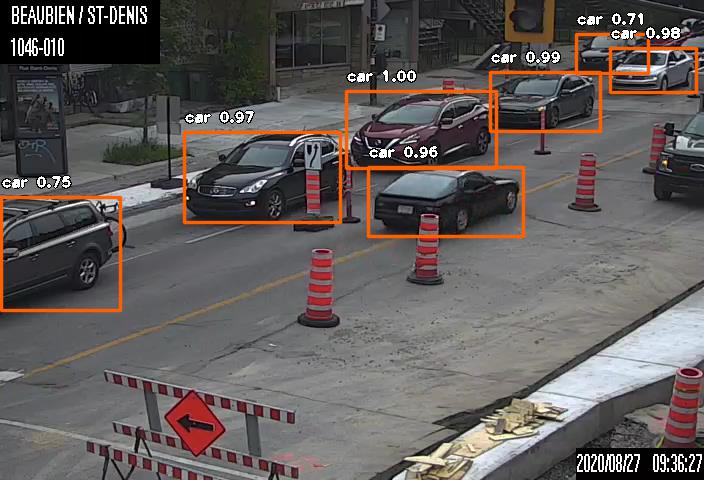 BEAUBIEN / ST-DENIS
1046-010
car 0.71
car 0.98
car 0.99
car 1.00
car 0.97
car 0.96
car 0.75
2020/08/27 09:36:27